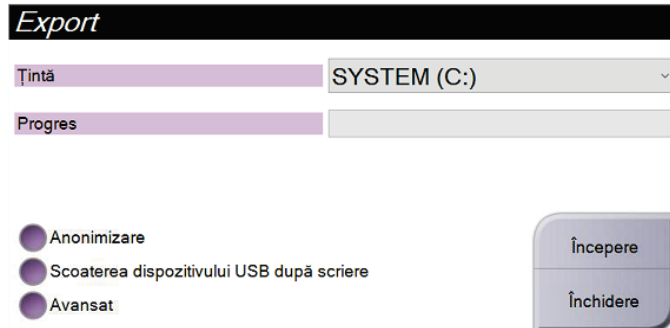 Export
Țintă
SYSTEM (C:)
Progres
Anonimizare
Scoaterea dispozitivului USB după scriere
Avansat
Începere
Închidere